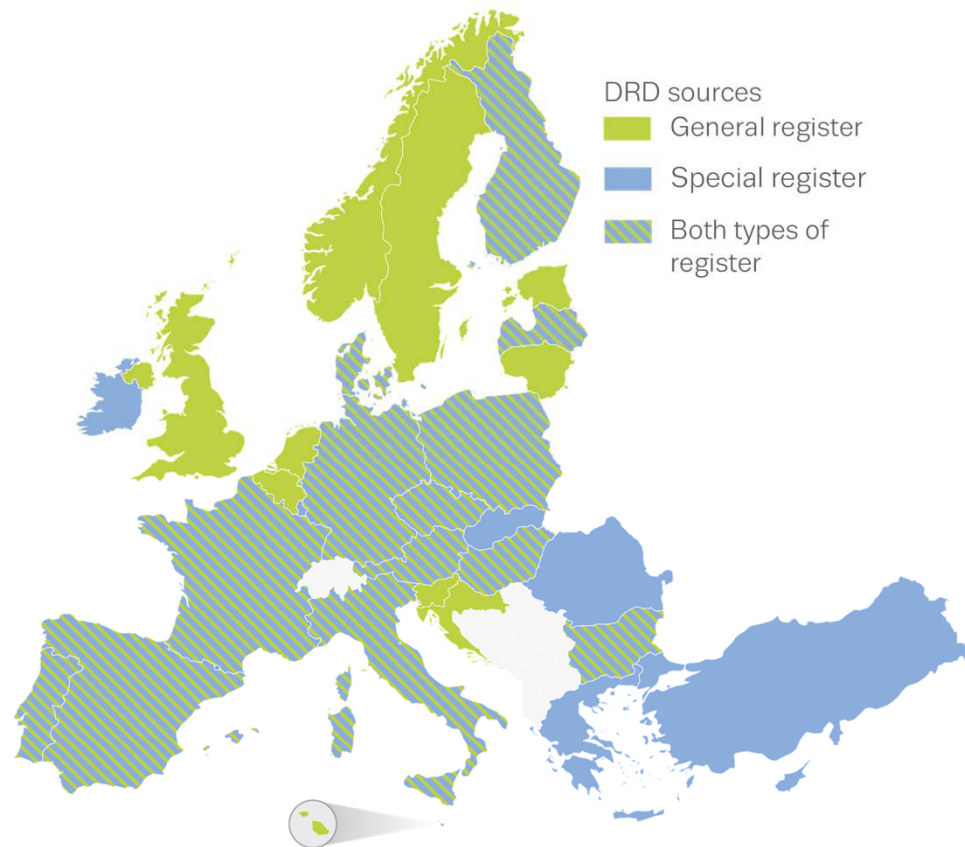 DRD sources
General register
Special register
Both types of
register